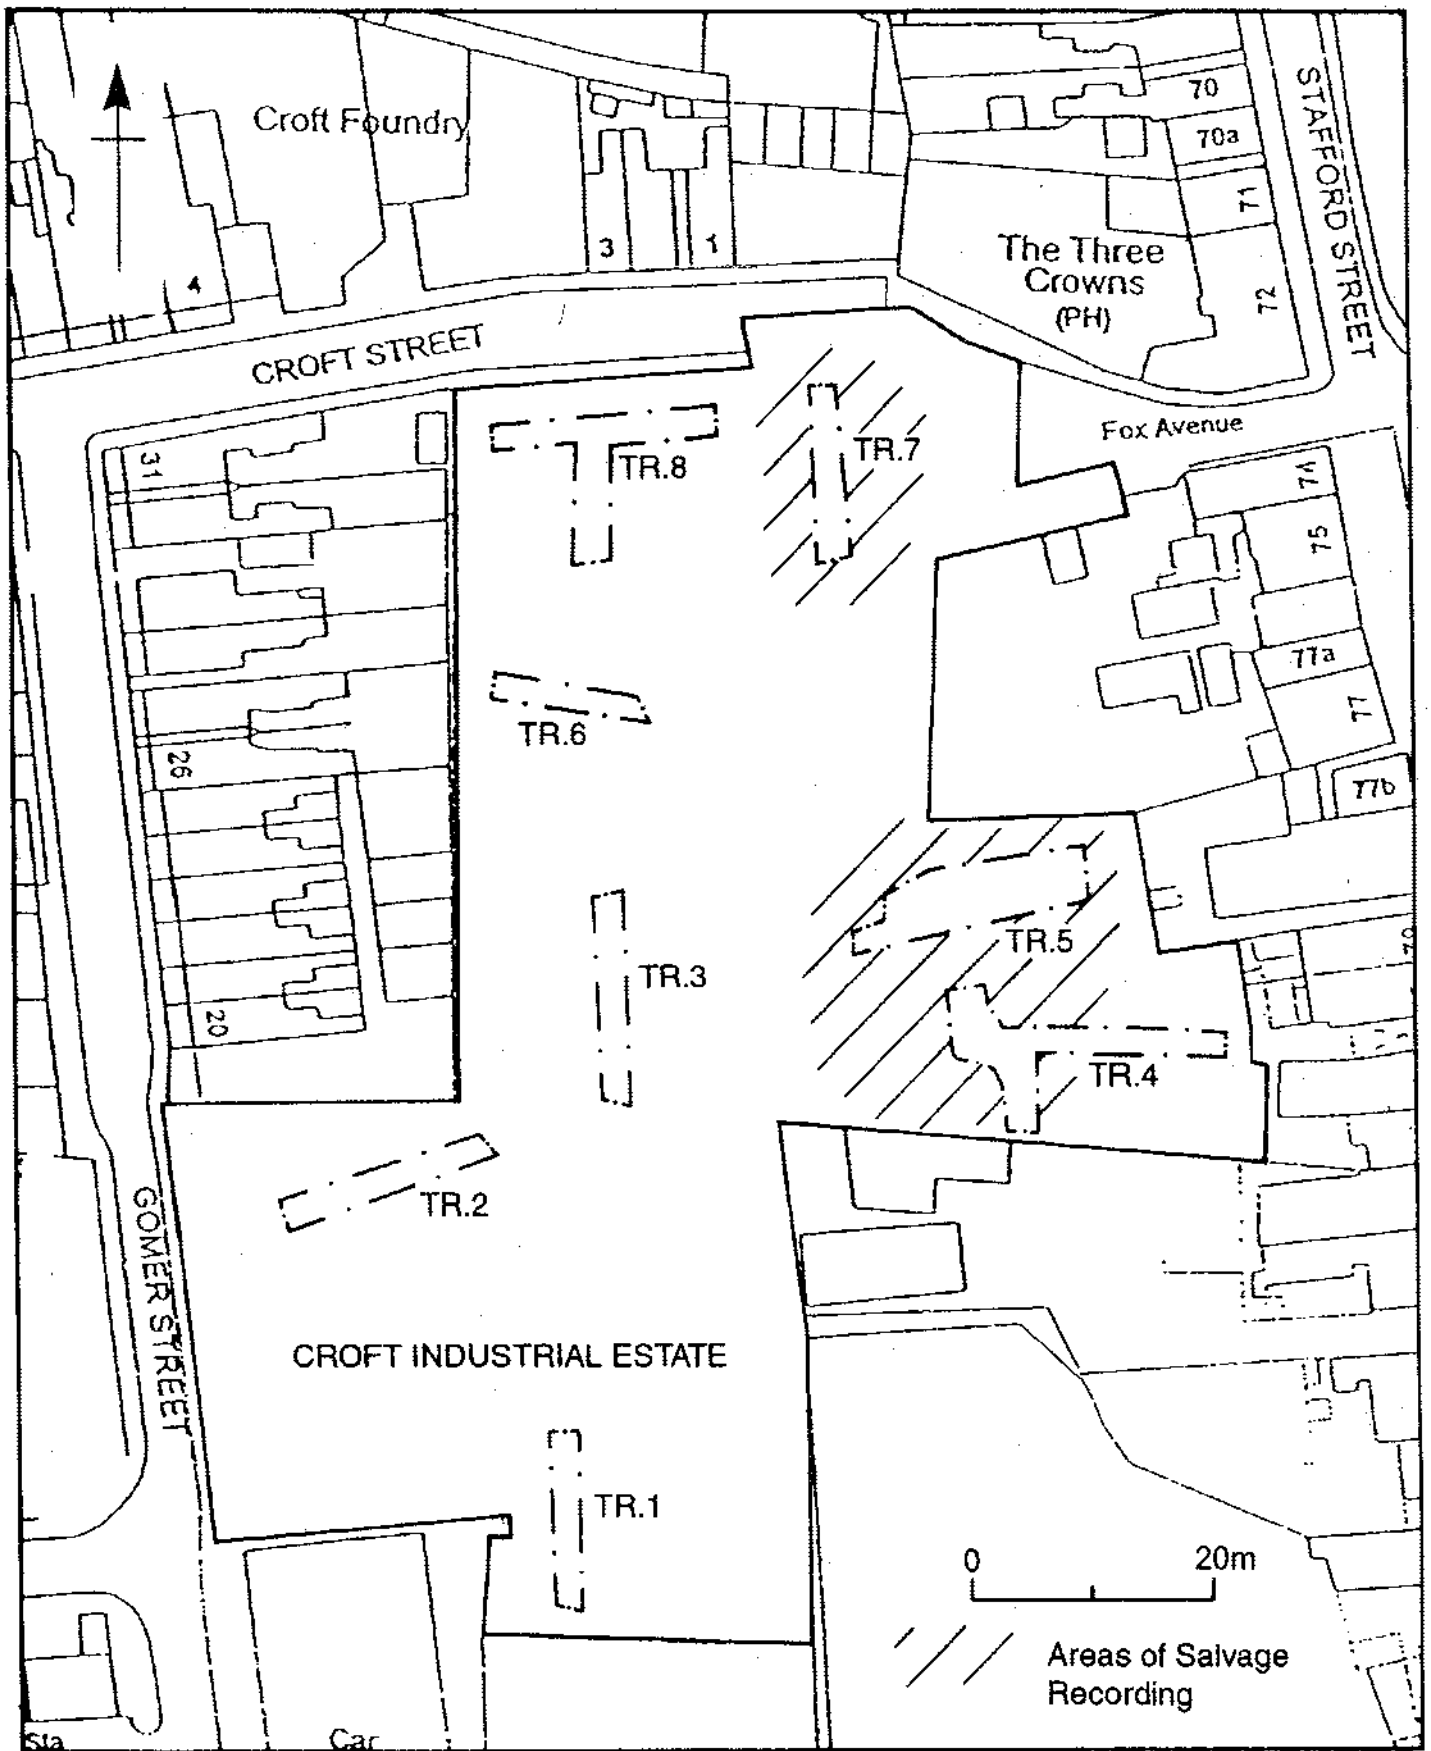 70
Croft Foundry
70a
STAFFORD STREET
71
3
1
The Three
Crowns
(PH)
4
72
CROFT STREET
Fox Avenue
31
TR.8
TR.7
74
75
77a
77
TR.6
26
77b
TR.5
TR.3
20
TR.4
TR.2
GOMER STREET
CROFT INDUSTRIAL ESTATE
TR.1
0
20m
Areas of Salvage
Recording
Sta
Car